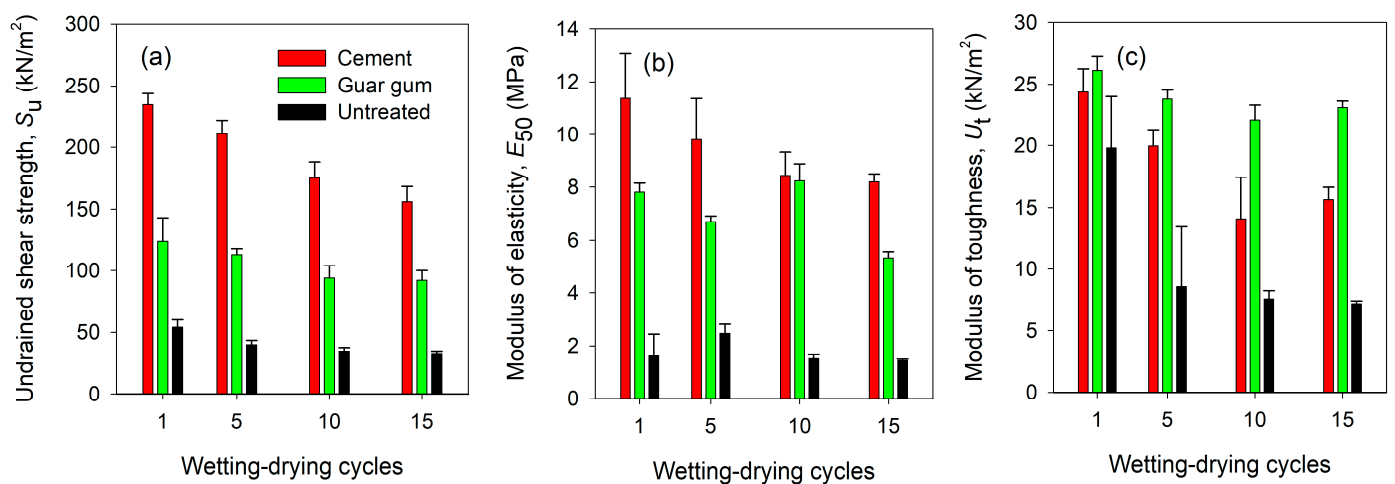 Undrained shear strength, Su (kN/m²)
300
250
200
150
100
50
0
(a)
Cement
Guar gum
Untreated
1 5 10 15
Wetting-drying cycles
Modulus of elasticity, E50 (MPa)
14
12
10
8
6
4
2
0
(b)
1 5 10 15
Wetting-drying cycles
Modulus of toughness, Ut (kN/m²)
30
25
20
15
10
5
0
(c)
1 5 10 15
Wetting-drying cycles